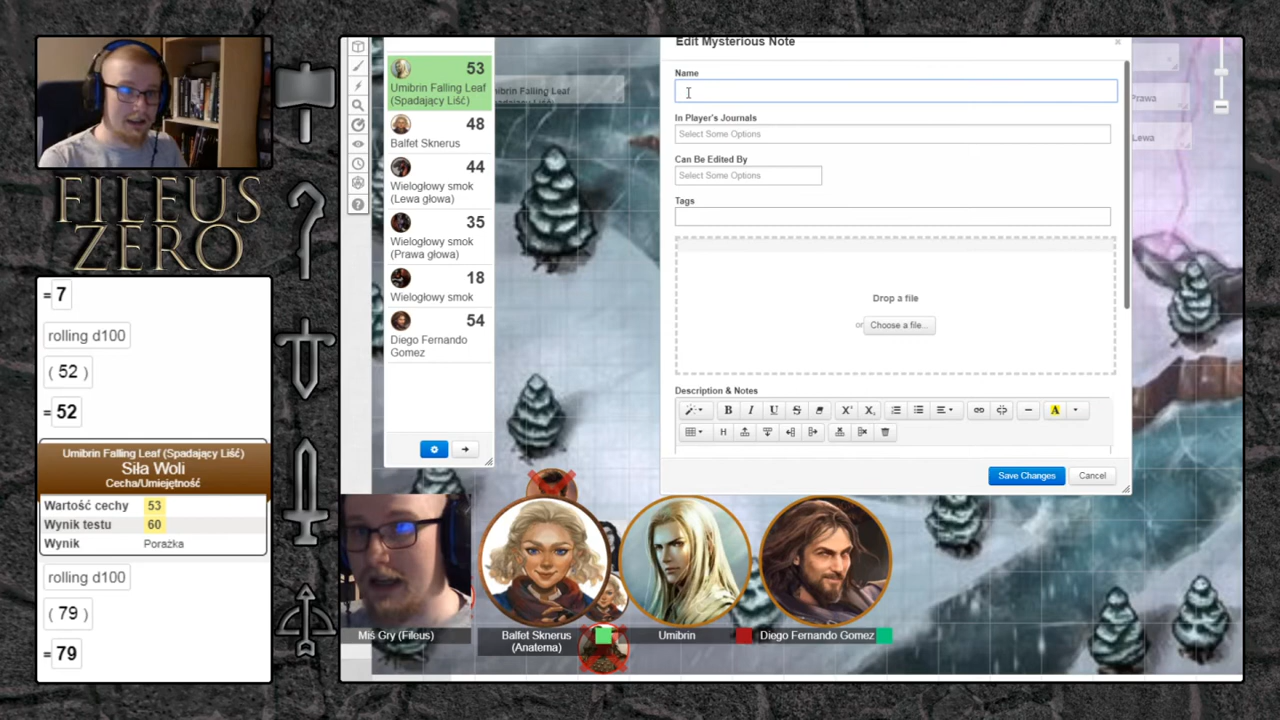 FILEUS
ZERO
= 7
rolling d100
( 52 )
= 52
Umibrin Falling Leaf (Spadający Liść)
Siła Woli
Cecha/Umiejętność
Wartość cechy 53
Wynik testu 60
Wynik Porażka
rolling d100
( 79 )
= 79
53
Umibrin Falling Leaf
(Spadający Liść)
48
Balfet Sknerus
44
Wielogłowy smok
(Lewa głowa)
35
Wielogłowy smok
(Prawa głowa)
18
Wielogłowy smok
54
Diego Fernando
Gomez
Edit Mysterious Note
Name
In Player's Journals
Select Some Options
Can Be Edited By
Select Some Options
Tags
Drop a file
or Choose a file...
Description & Notes
B I U S X X A
H
Save Changes Cancel
Prawa
Lewa
Miś Gry (Fileus)
Balfet Sknerus
(Anatema)
Umibrin
Diego Fernando Gomez